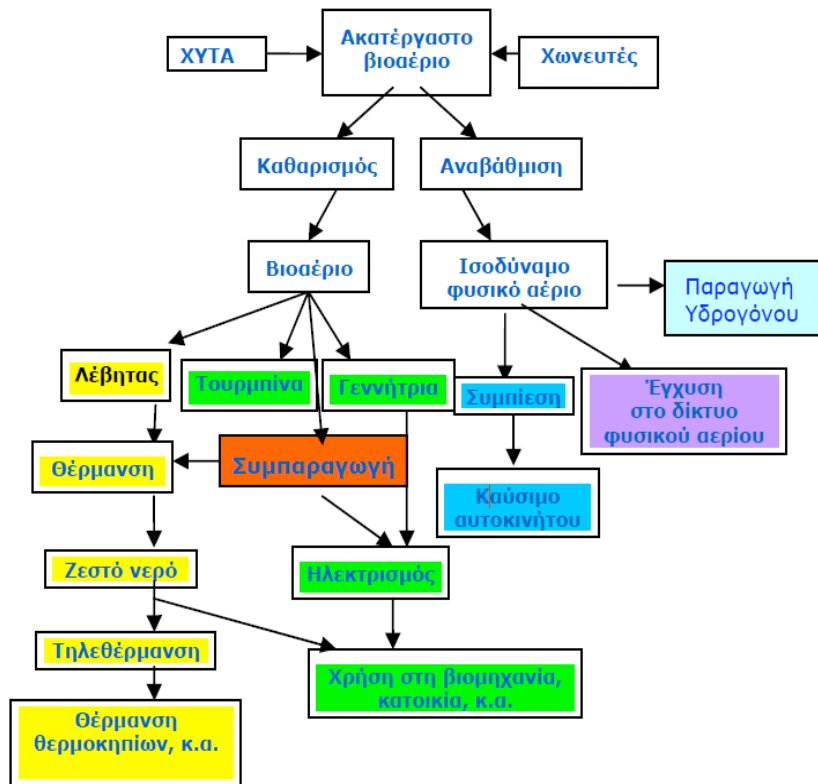 ΧΥΤΑ
Ακατέργαστο
βιοαέριο
Χωνευτές
Καθαρισμός
Αναβάθμιση
Βιοαέριο
Ισοδύναμο
φυσικό αέριο
Παραγωγή
Υδρογόνου
Λέβητας
Τουρμπίνα
Γεννήτρια
Συμπίεση
Έγχυση
στο δίκτυο
φυσικού αερίου
Θέρμανση
Συμπαραγωγή
Καύσιμο
αυτοκινήτου
Ζεστό νερό
Ηλεκτρισμός
Τηλεθέρμανση
Χρήση στη βιομηχανία,
κατοικία, κ.α.
Θέρμανση
θερμοκηπίων, κ.α.